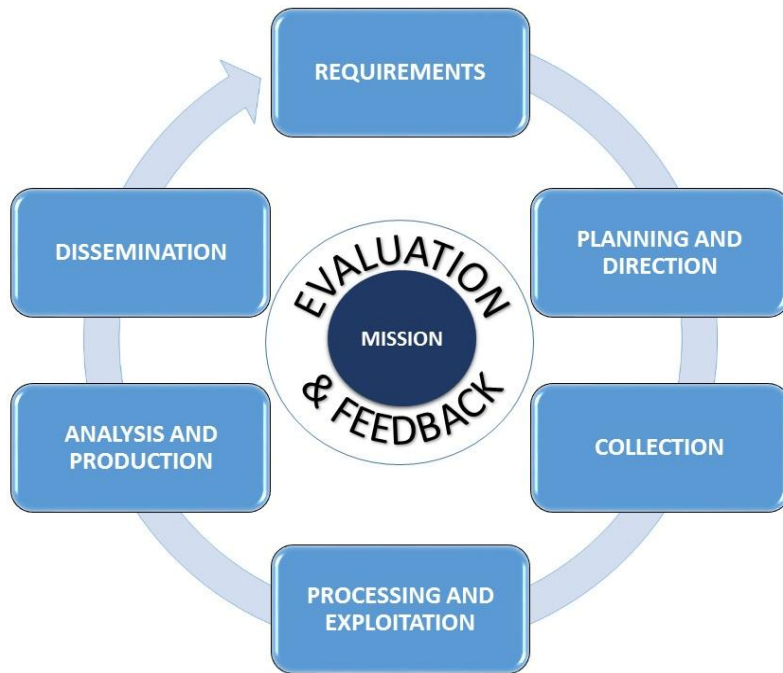 REQUIREMENTS
PLANNING AND
DIRECTION
COLLECTION
PROCESSING AND
EXPLOITATION
ANALYSIS AND
PRODUCTION
DISSEMINATION
EVALUATION
& FEEDBACK
MISSION